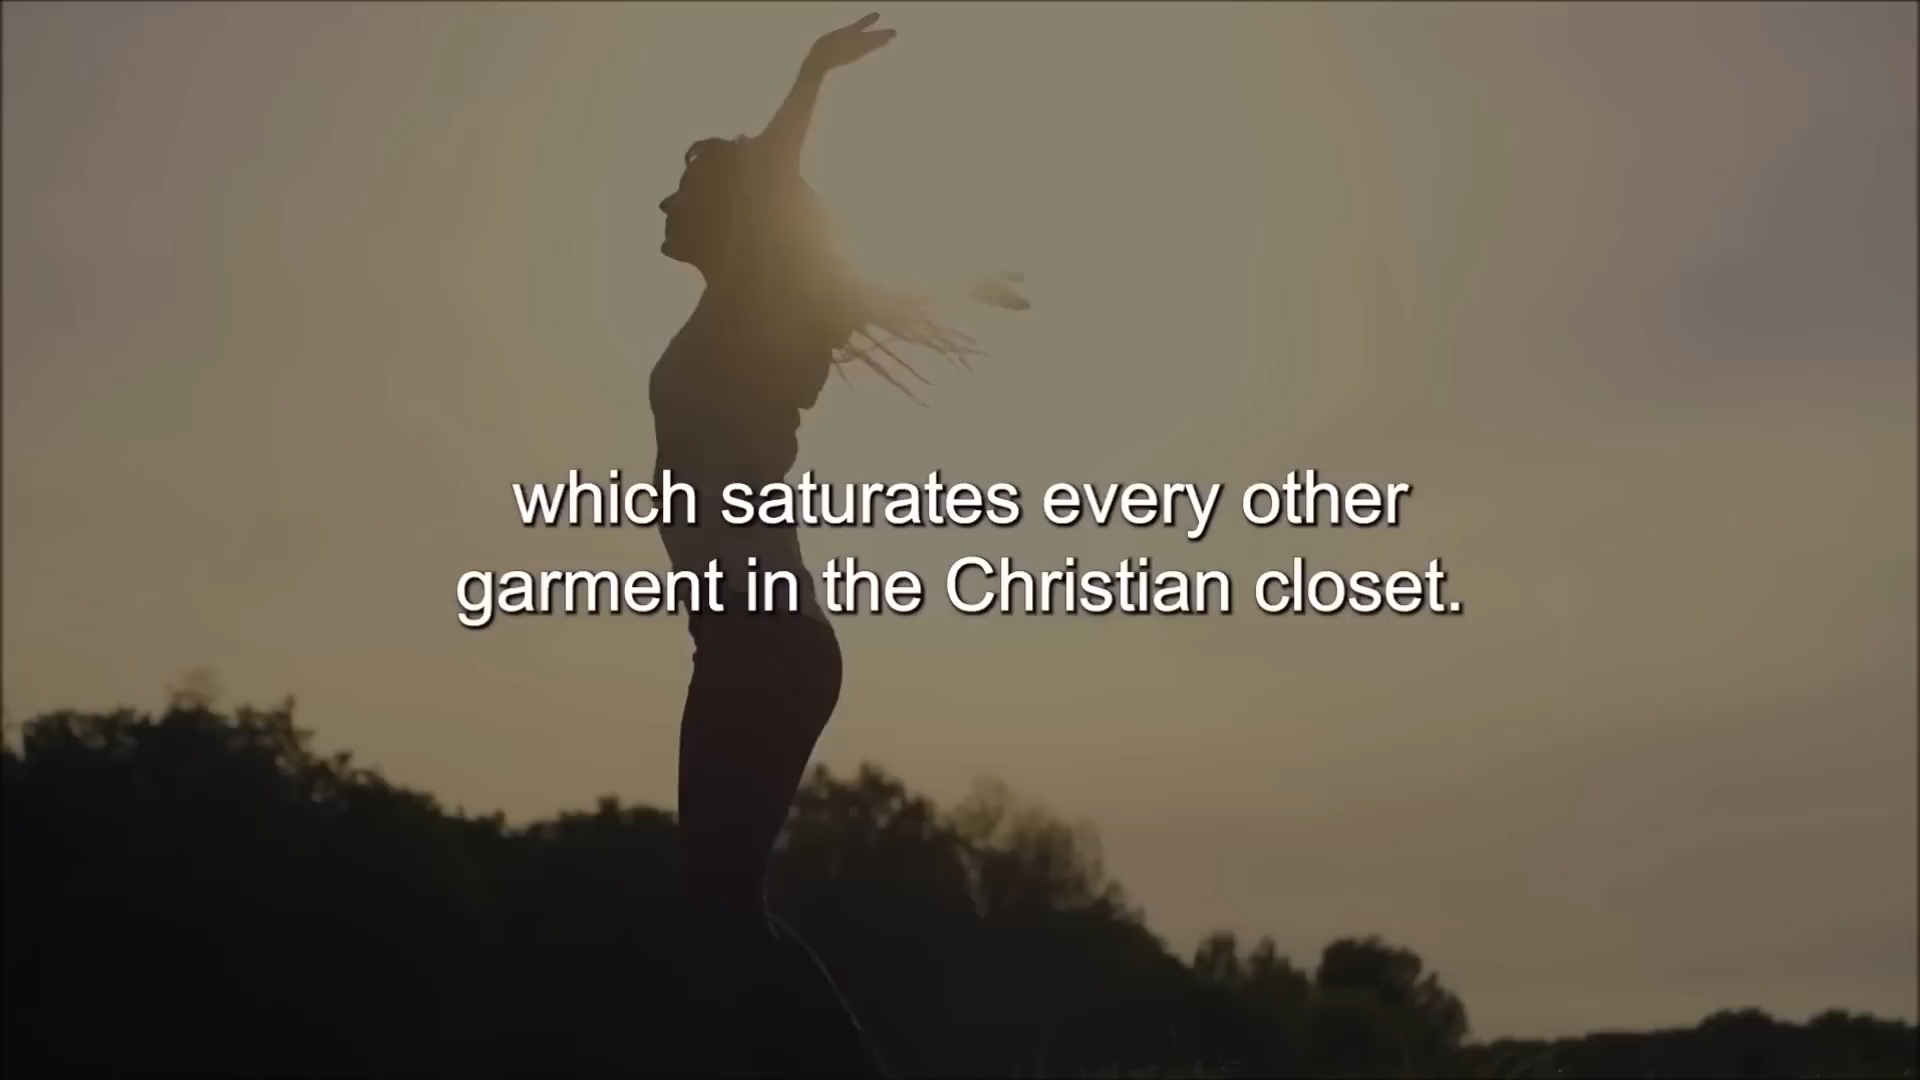 which saturates every other
garment in the Christian closet.